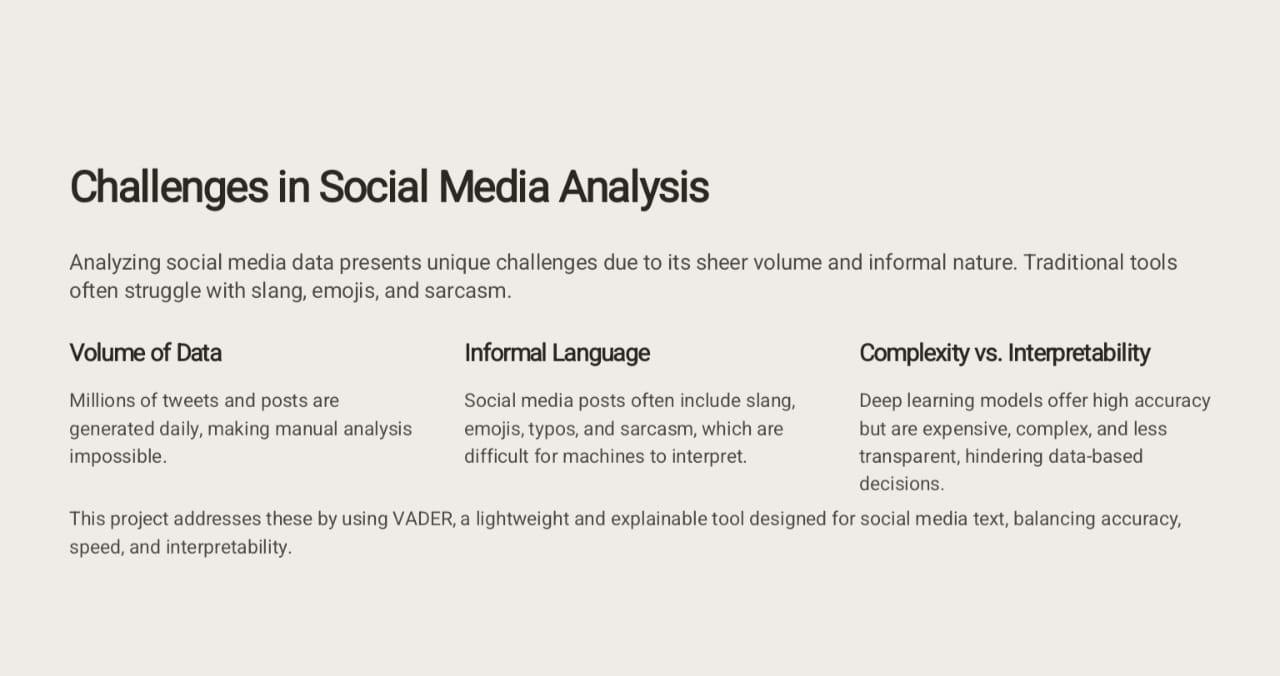 Challenges in Social Media Analysis
Analyzing social media data presents unique challenges due to its sheer volume and informal nature. Traditional tools
often struggle with slang, emojis, and sarcasm.
Volume of Data
Millions of tweets and posts are
generated daily, making manual analysis
impossible.
Informal Language
Social media posts often include slang,
emojis, typos, and sarcasm, which are
difficult for machines to interpret.
Complexity vs. Interpretability
Deep learning models offer high accuracy
but are expensive, complex, and less
transparent, hindering data-based
decisions.
This project addresses these by using VADER, a lightweight and explainable tool designed for social media text, balancing accuracy,
speed, and interpretability.